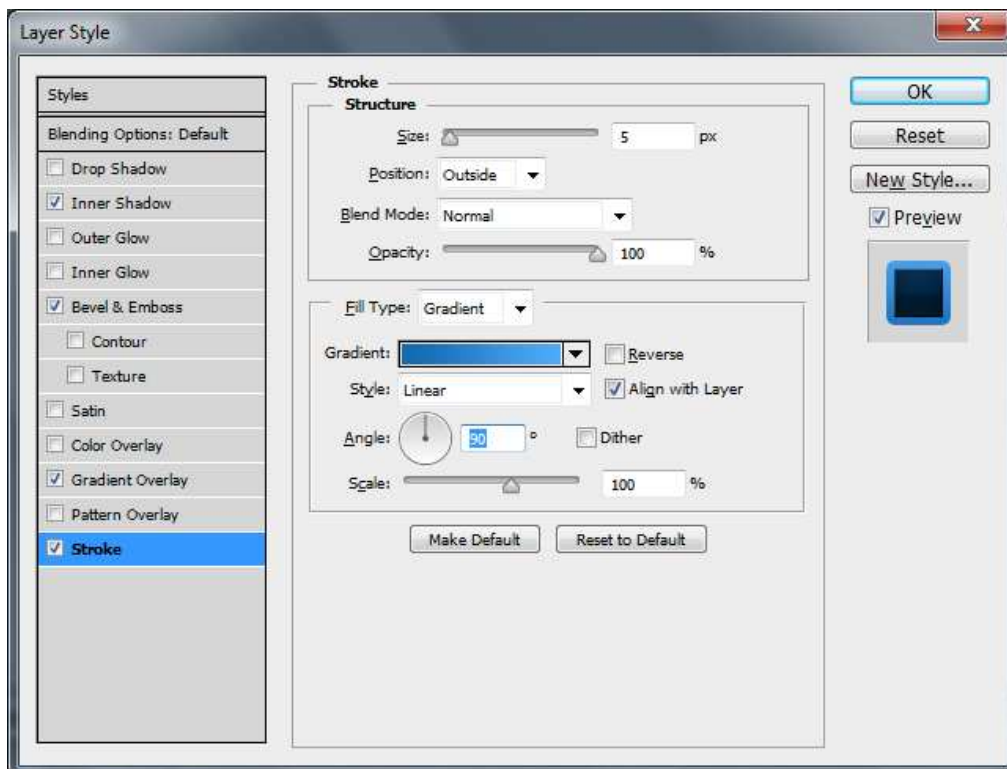 Layer Style
Styles
Blending Options: Default
Drop Shadow
Inner Shadow
Outer Glow
Inner Glow
Bevel & Emboss
Contour
Texture
Satin
Color Overlay
Gradient Overlay
Pattern Overlay
Stroke
Stroke
Structure
Size: 5 px
Position: Outside
Blend Mode: Normal
Opacity: 100 %
Fill Type: Gradient
Gradient: Reverse
Style: Linear Align with Layer
Angle: 90 ° Dither
Scale: 100 %
Make Default Reset to Default
OK
Reset
New Style...
Preview